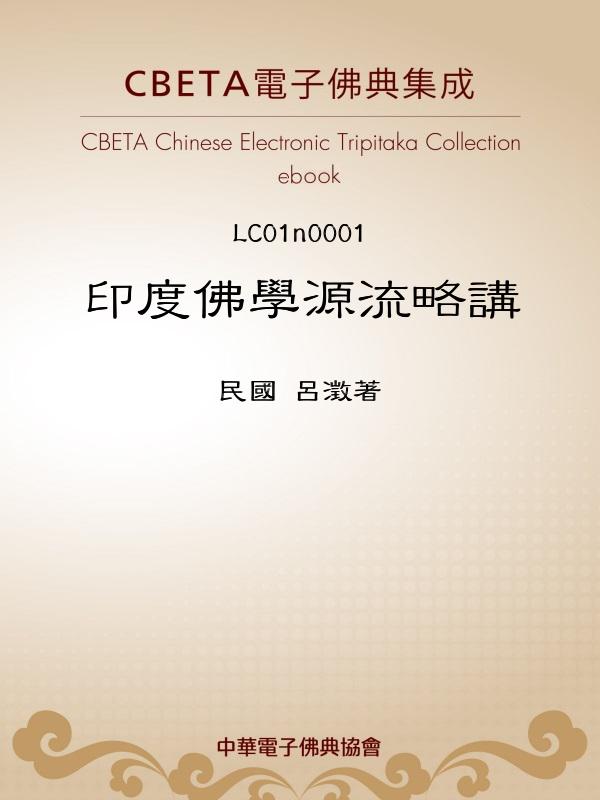 CBETA電子佛典集成
CBETA Chinese Electronic Tripitaka Collection
ebook
LC01n0001
印度佛學源流略講
民國 呂澂著
中華電子佛典協會